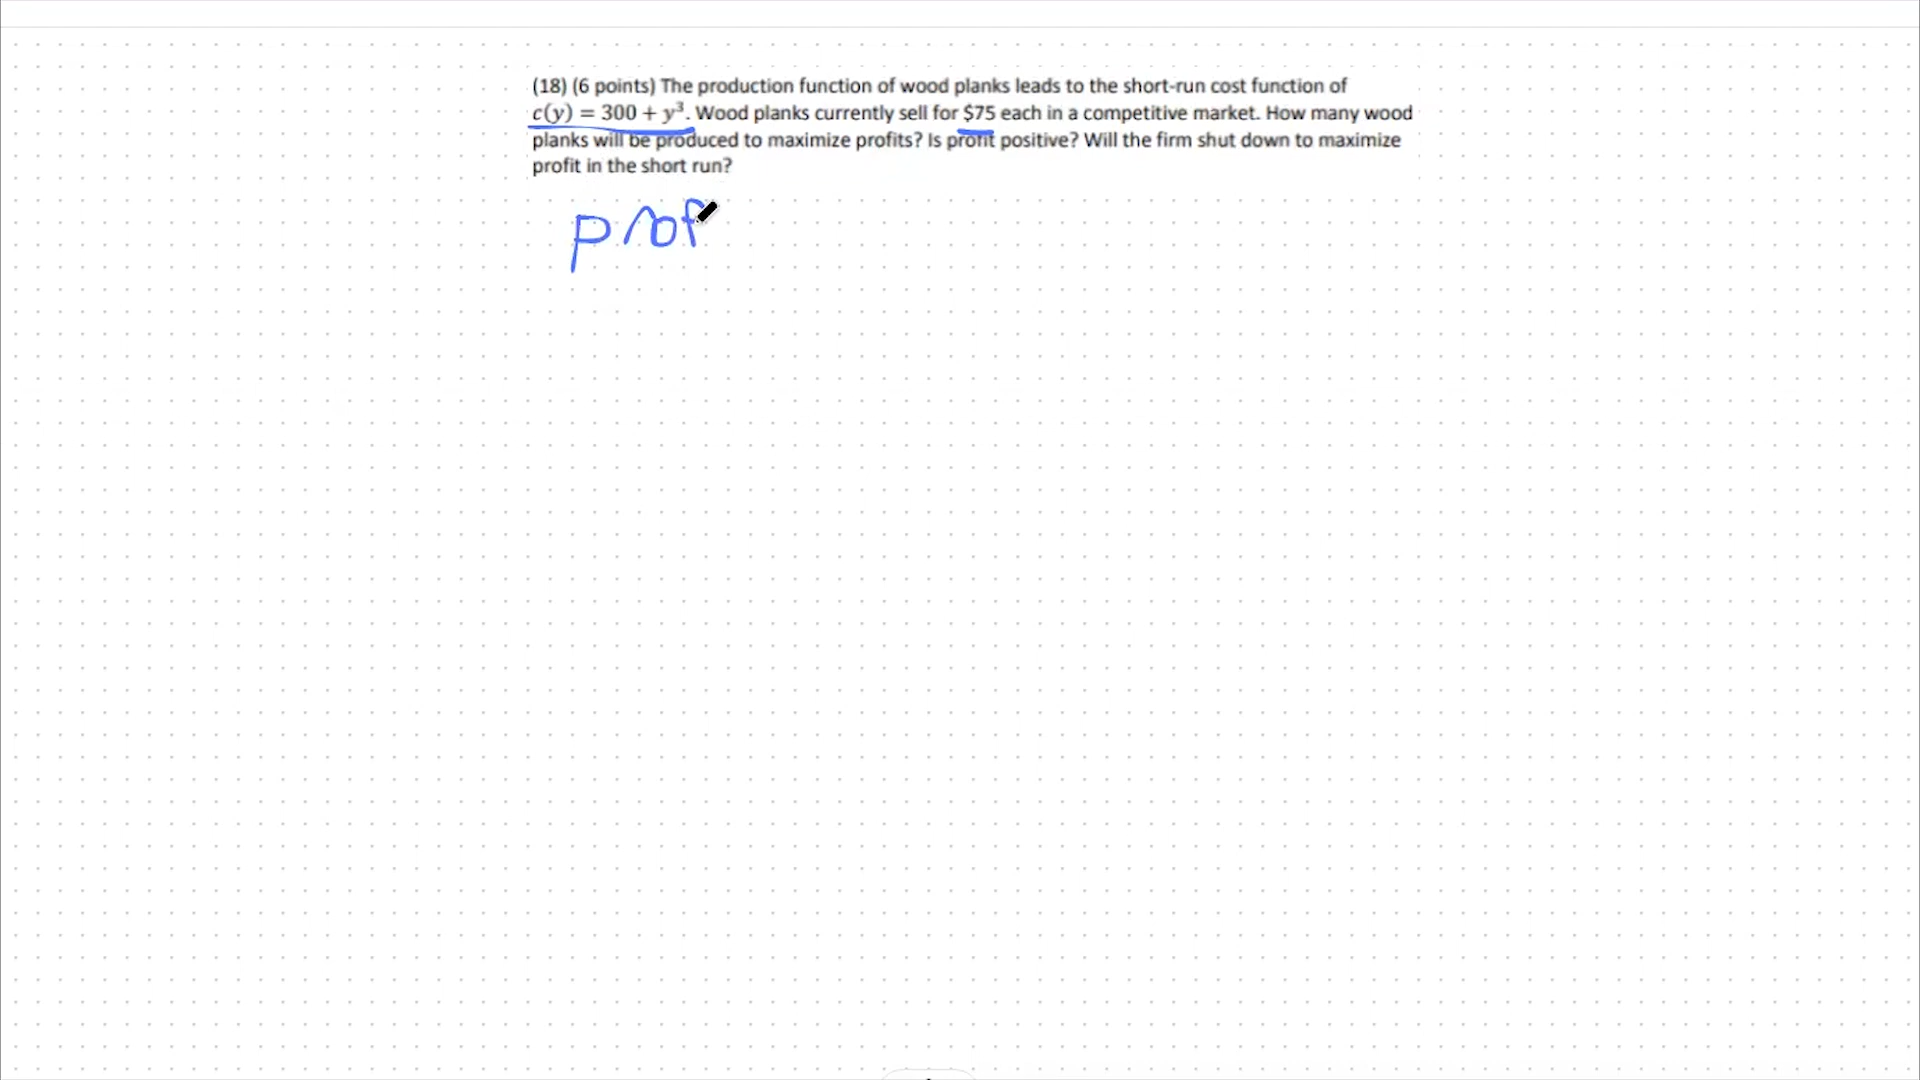 (18) (6 points) The production function of wood planks leads to the short-run cost function of
c(y) = 300 + y³. Wood planks currently sell for $75 each in a competitive market. How many wood
planks will be produced to maximize profits? Is profit positive? Will the firm shut down to maximize
profit in the short run?
prof